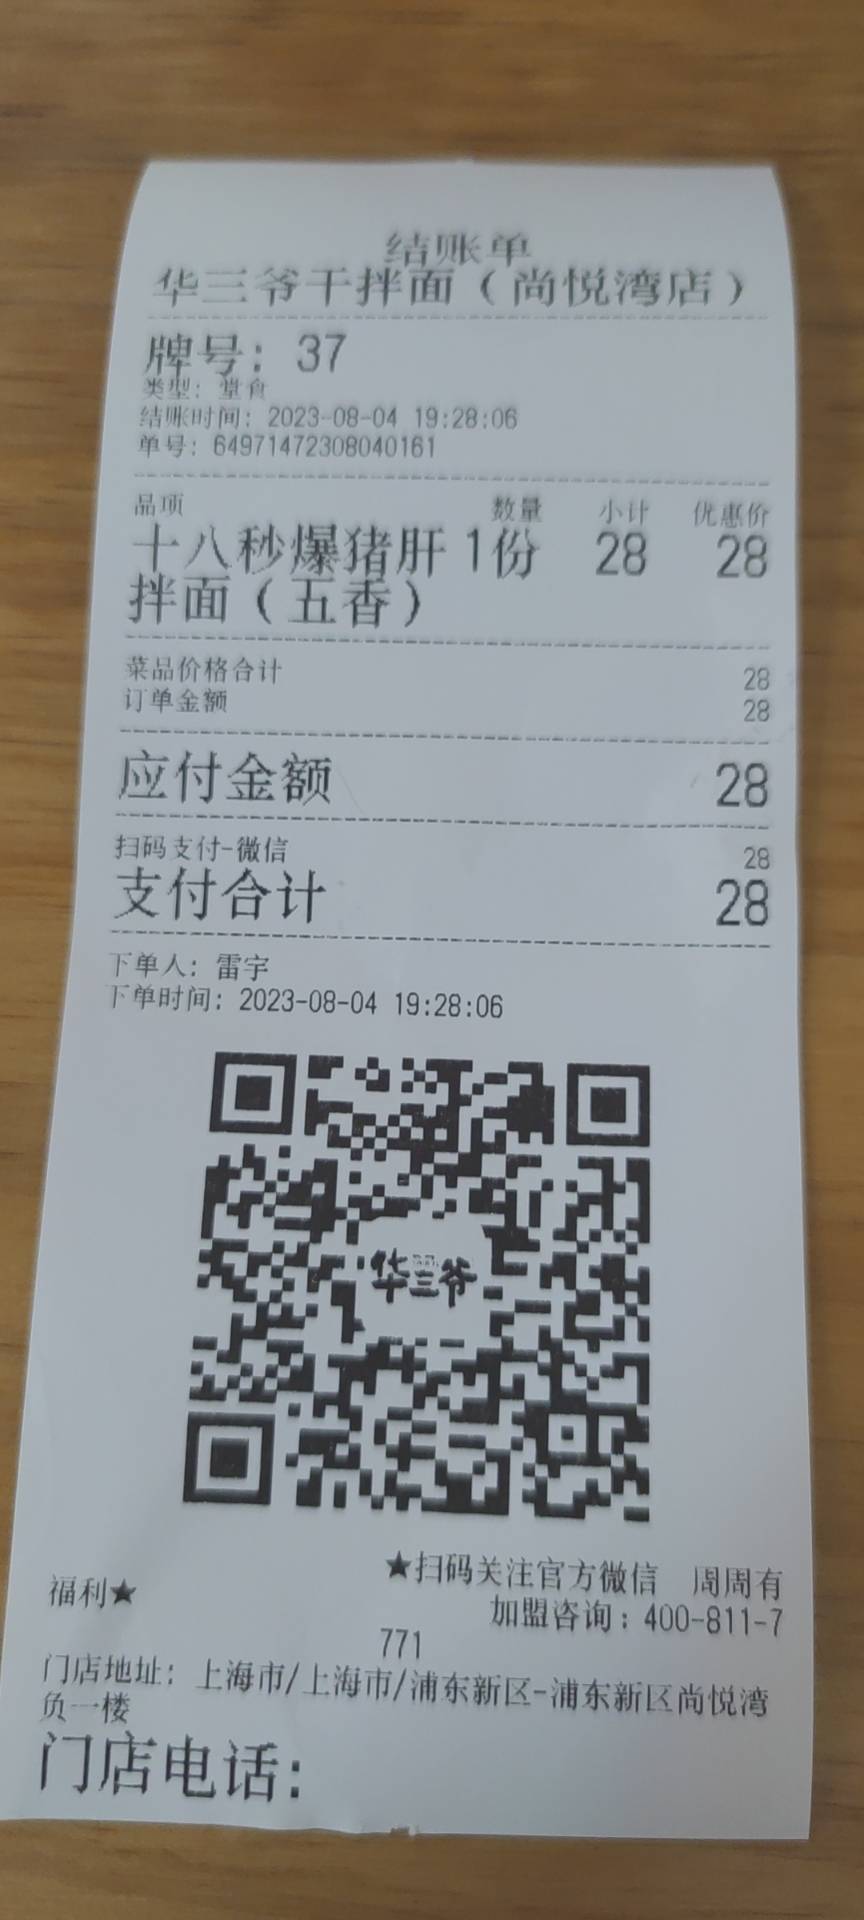 结账单
华三爷干拌面（尚悦湾店）
牌号：37
类型：堂食
结账时间：2023-08-04 19:28:06
单号：649714723080401​61
品项 数量 小计 优惠价
十八秒爆猪肝 1份 28 28
拌面（五香）
菜品价格合计 28
订单金额 28
应付金额 28
扫码支付-微信 28
支付合计 28
下单人：雷宇
下单时间：2023-08-04 19:28:06
华三爷
★扫码关注官方微信 周周有
福利★
加盟咨询：400-811-7
771
门店地址：上海市/上海市/浦东新区-浦东新区尚悦湾
负一楼
门店电话：